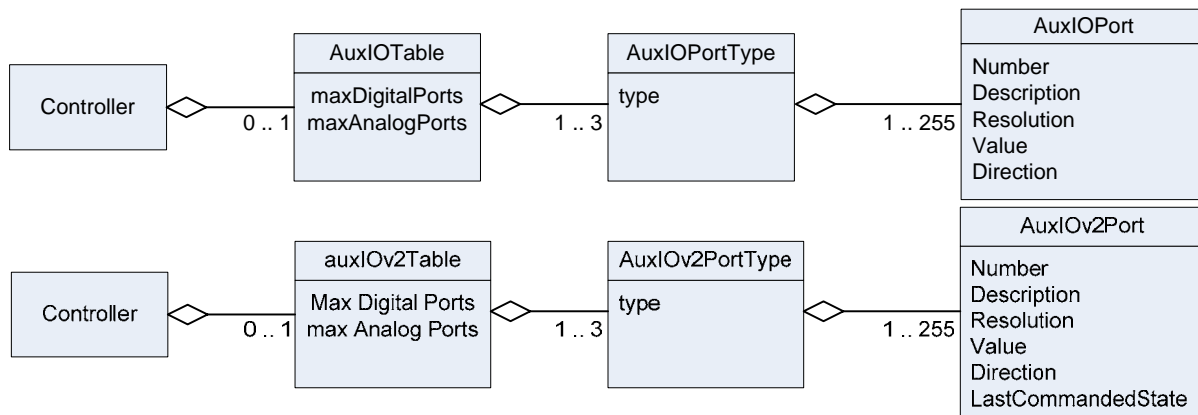 Controller
0 .. 1
AuxIOTable
maxDigitalPorts
maxAnalogPorts
1 .. 3
AuxIOPortType
type
1 .. 255
AuxIOPort
Number
Description
Resolution
Value
Direction
Controller
0 .. 1
auxIOv2Table
Max Digital Ports
max Analog Ports
1 .. 3
AuxIOv2PortType
type
1 .. 255
AuxIOv2Port
Number
Description
Resolution
Value
Direction
LastCommandedState